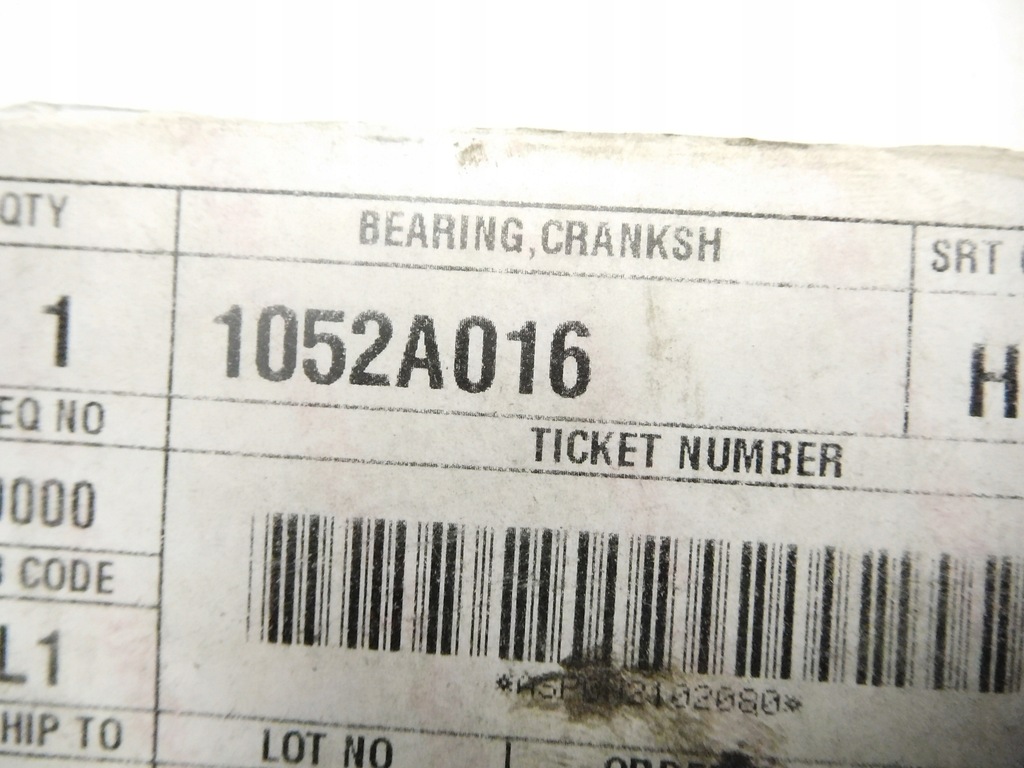 QTY
BEARING,CRANKSH
SRT
1
1052A016
H
EQ NO
TICKET NUMBER
0000
CODE
L1
HIP TO
LOT NO